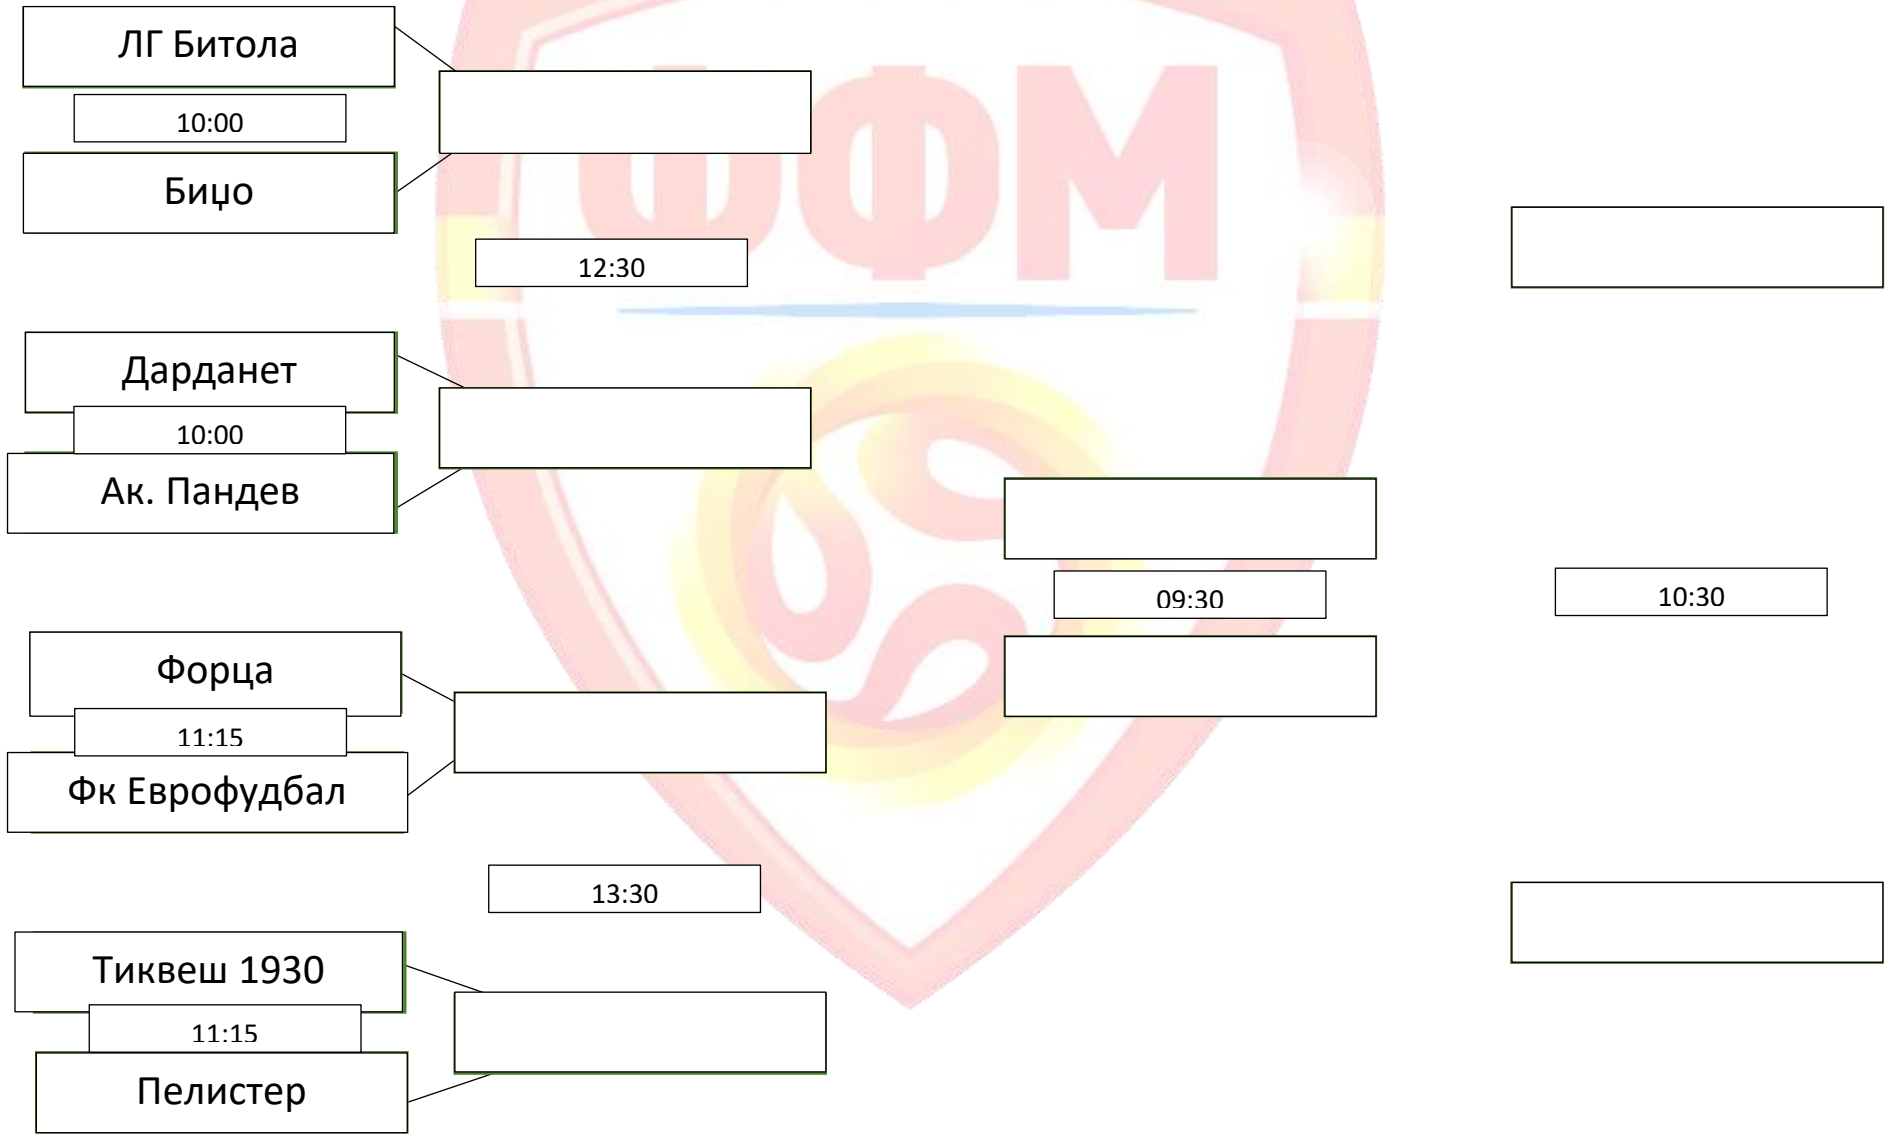 ЛГ Битола
10:00
Биџо
ФФМ
12:30
Дарданет
10:00
Ак. Пандев
09:30
10:30
Форца
11:15
Фк Еврофудбал
13:30
Тиквеш 1930
11:15
Пелистер